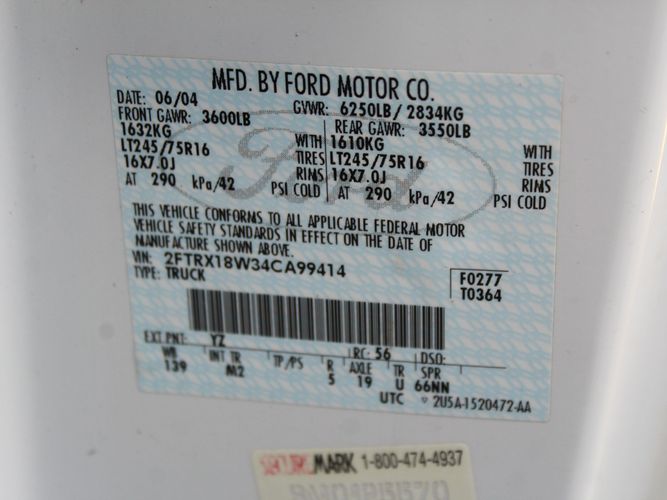 MFD. BY FORD MOTOR CO.
DATE: 06/04 GVWR: 6250LB/ 2834KG
FRONT GAWR: 3600LB REAR GAWR: 3550LB
1632KG WITH 1610KG WITH
LT245/75R16 TIRES LT245/75R16 TIRES
16X7.0J RIMS 16X7.0J RIMS
AT 290 kPa/42 PSI COLD AT 290 kPa/42 PSI COLD
Ford
THIS VEHICLE CONFORMS TO ALL APPLICABLE FEDERAL MOTOR
VEHICLE SAFETY STANDARDS IN EFFECT ON THE DATE OF
MANUFACTURE SHOWN ABOVE.
VIN: 2FTRX18W34CA99414 F0277
TYPE: TRUCK T0364
EXT PNT: YZ RC: 56 DSO:
WB INT TR TP/PS R AXLE TR SPR
139 M2 5 19 U 66NN
UTC ▽ 2U5A-1520472-AA
SECURIMARK 1-800-474-4937